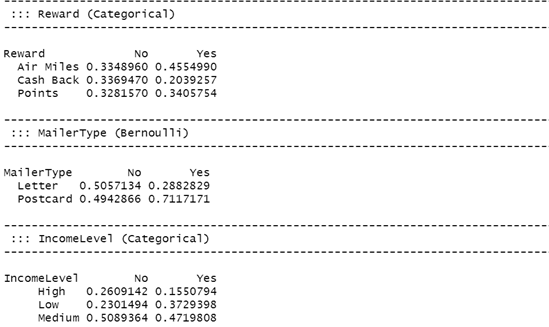 --------------------------------------------------------------------------------
 ::: Reward (Categorical)
--------------------------------------------------------------------------------
Reward             No       Yes
  Air Miles 0.3348960 0.4554990
  Cash Back 0.3369470 0.2039257
  Points    0.3281570 0.3405754
--------------------------------------------------------------------------------
 ::: MailerType (Bernoulli)
--------------------------------------------------------------------------------
MailerType        No       Yes
  Letter   0.5057134 0.2882829
  Postcard 0.4942866 0.7117171
--------------------------------------------------------------------------------
 ::: IncomeLevel (Categorical)
--------------------------------------------------------------------------------
IncomeLevel        No       Yes
     High   0.2609142 0.1550794
     Low    0.2301494 0.3729398
     Medium 0.5089364 0.4719808